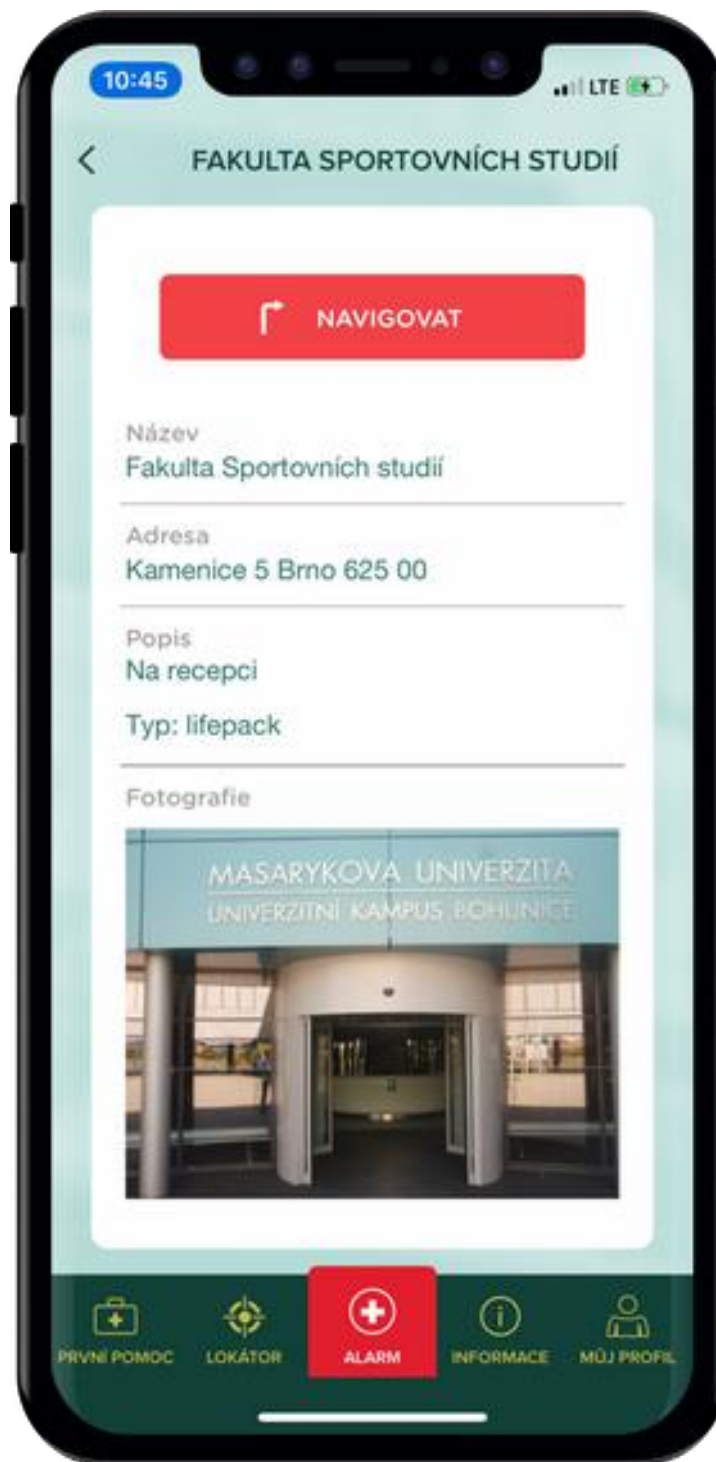 10:45
LTE
FAKULTA SPORTOVNÍCH STUDIÍ
NAVIGOVAT
Název
Fakulta Sportovních studií
Adresa
Kamenice 5 Brno 625 00
Popis
Na recepci
Typ: lifepack
Fotografie
MASARYKOVA UNIVERZITA
UNIVERZITNÍ KAMPUS BOHUNICE
PRVNÍ POMOC LOKÁTOR ALARM INFORMACE MŮJ PROFIL